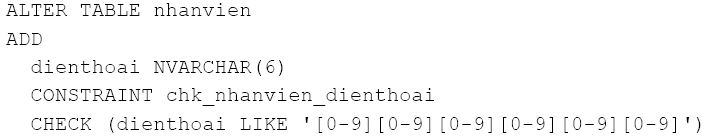 ALTER TABLE nhanvien
ADD
dienthoai NVARCHAR(6)
CONSTRAINT chk_nhanvien_dienthoai
CHECK (dienthoai LIKE '[0-9][0-9][0-9][0-9][0-9][0-9]')